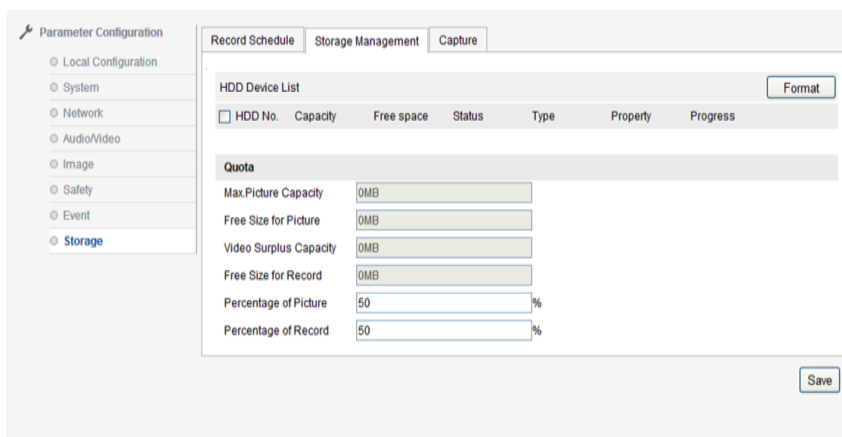 Parameter Configuration
Local Configuration
System
Network
Audio/Video
Image
Safety
Event
Storage
Record Schedule Storage Management Capture
HDD Device List Format
HDD No. Capacity Free space Status Type Property Progress
Quota
Max.Picture Capacity 0MB
Free Size for Picture 0MB
Video Surplus Capacity 0MB
Free Size for Record 0MB
Percentage of Picture 50 %
Percentage of Record 50 %
Save